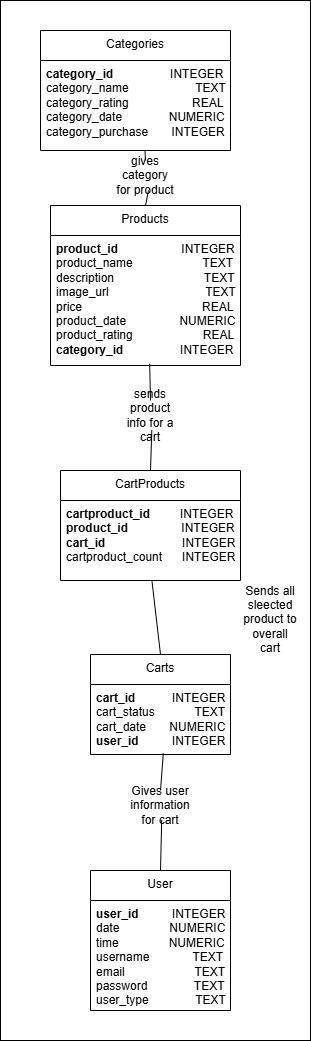 Categories
category_id INTEGER
category_name TEXT
category_rating REAL
category_date NUMERIC
category_purchase INTEGER
gives
category
for product
Products
product_id INTEGER
product_name TEXT
description TEXT
image_url TEXT
price REAL
product_date NUMERIC
product_rating REAL
category_id INTEGER
sends
product
info for a
cart
CartProducts
cartproduct_id INTEGER
product_id INTEGER
cart_id INTEGER
cartproduct_count INTEGER
Sends all
sleected
product to
overall
cart
Carts
cart_id INTEGER
cart_status TEXT
cart_date NUMERIC
user_id INTEGER
Gives user
information
for cart
User
user_id INTEGER
date NUMERIC
time NUMERIC
username TEXT
email TEXT
password TEXT
user_type TEXT